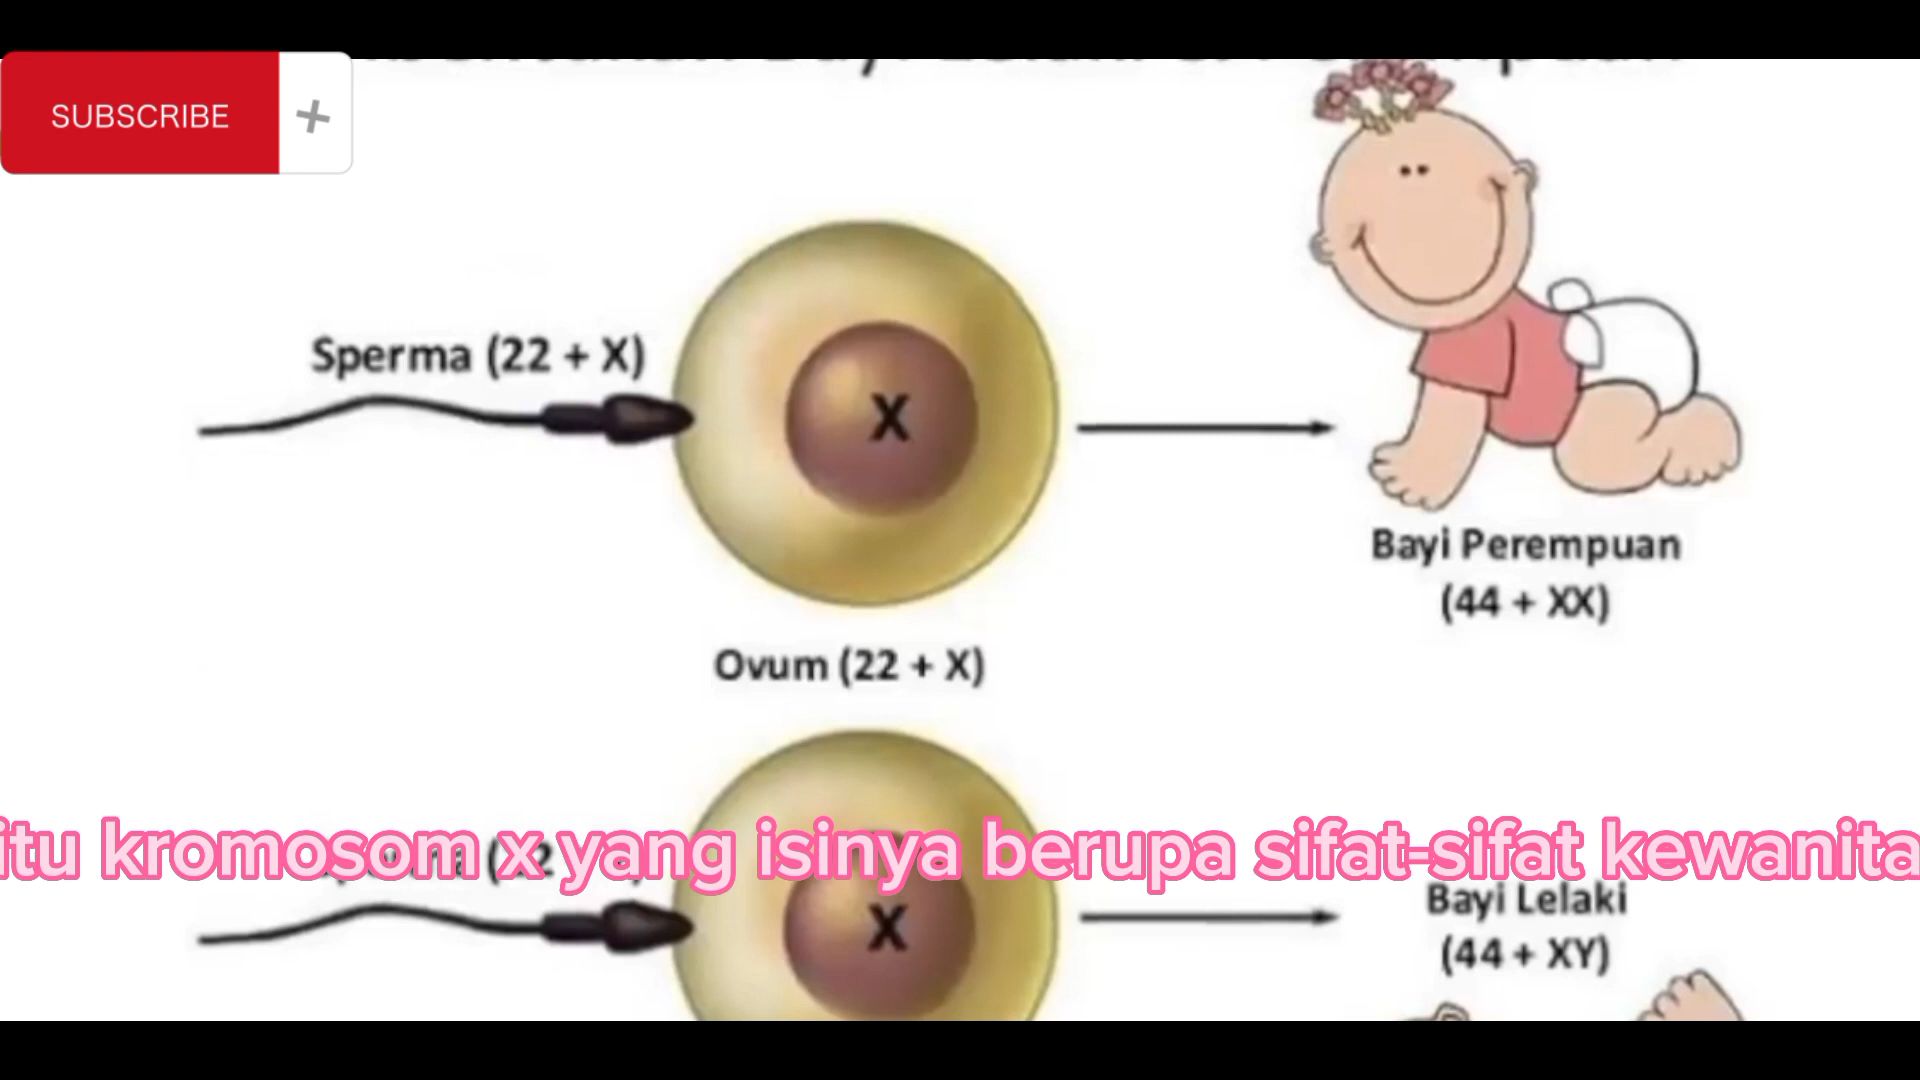 SUBSCRIBE +
Sperma (22 + X)
X
Bayi Perempuan
(44 + XX)
Ovum (22 + X)
itu kromosom x yang isinya berupa sifat-sifat kewanita
Bayi Lelaki
X
(44 + XY)